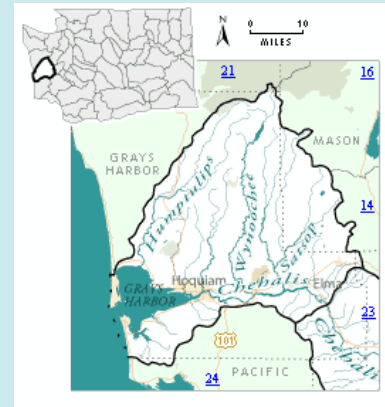 N
0 10
MILES
21
16
GRAYS
HARBOR
MASON
Humptulips
Wynoochee
Satsop
14
Chehalis
Hoquiam
Elma
GRAYS
HARBOR
23
Chehalis
101
PACIFIC
24